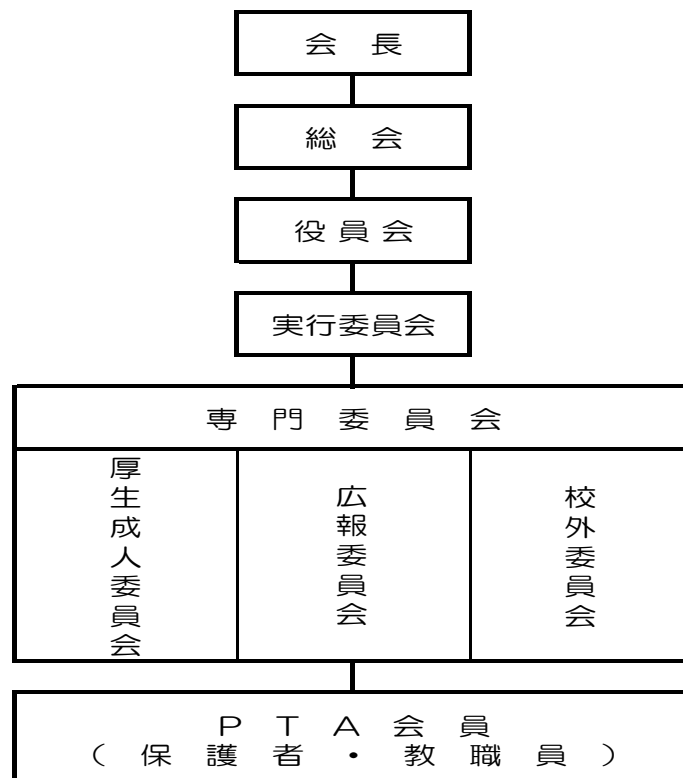 会長
総会
役員会
実行委員会
専門委員会
厚生成人委員会
広報委員会
校外委員会
PTA会員
(保護者・教職員)